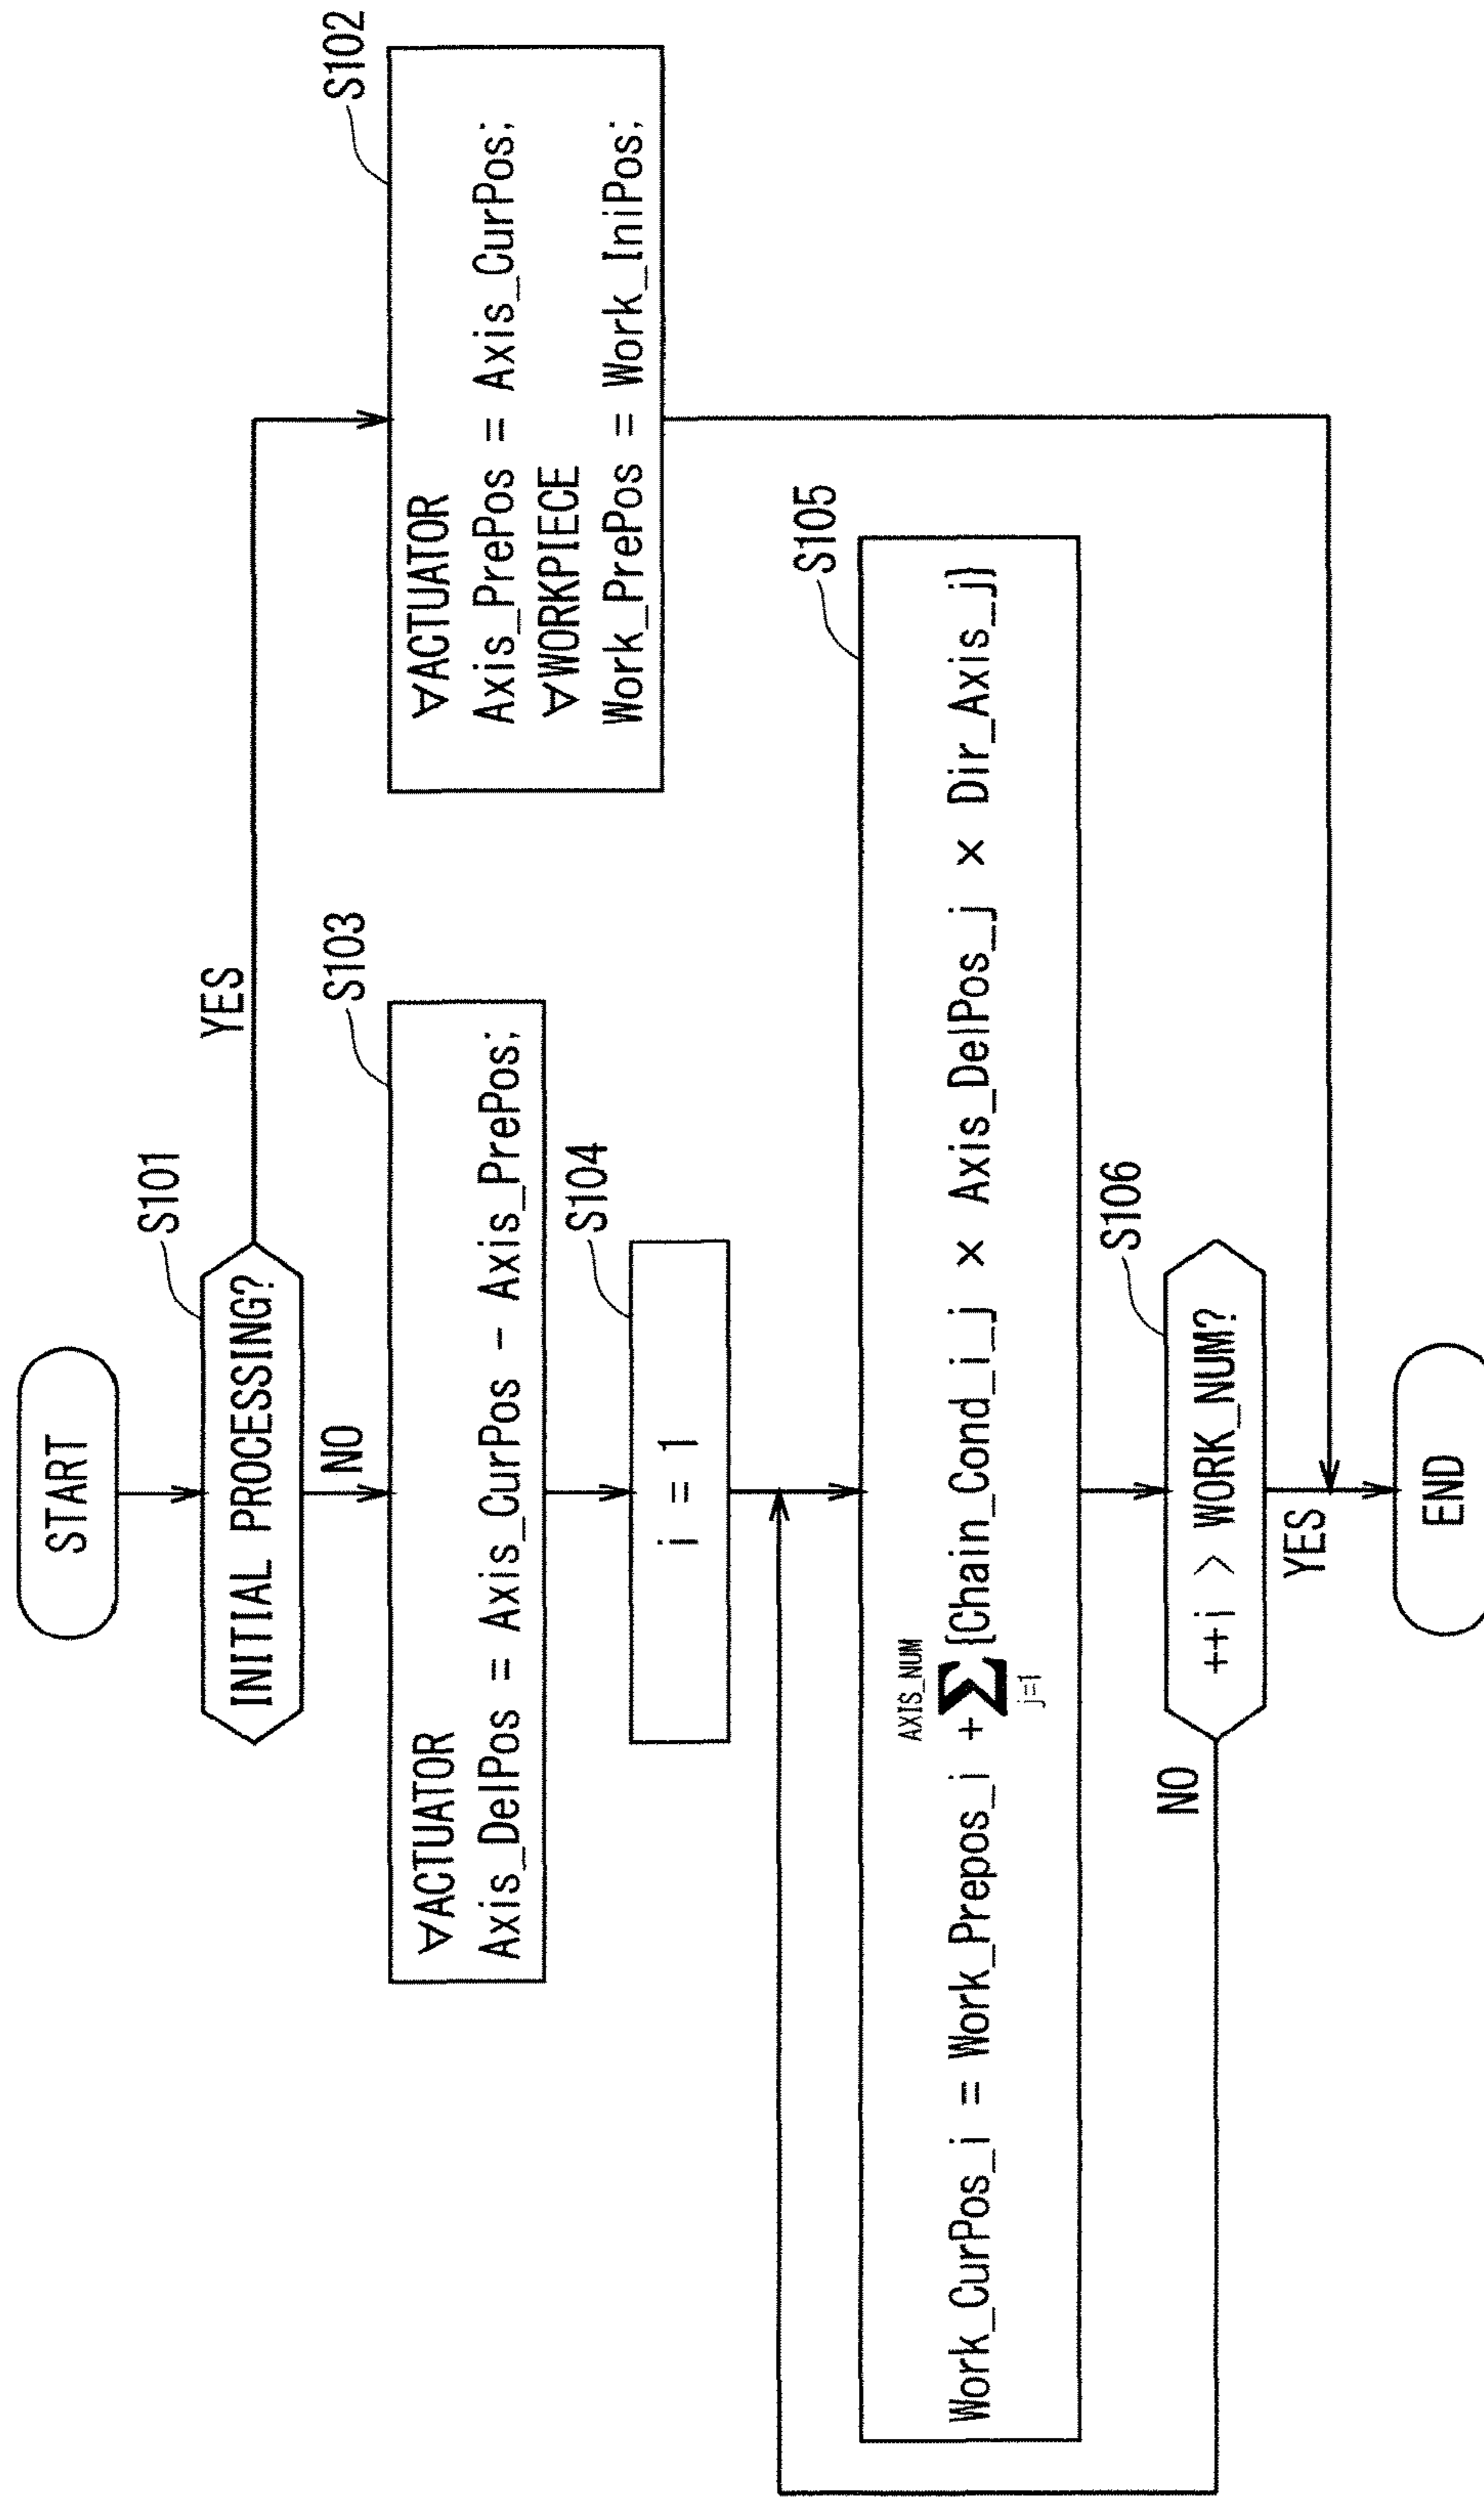 START
S101
INITIAL PROCESSING?
YES
NO
S102
∀ACTUATOR
Axis_PrePos = Axis_CurPos;
∀WORKPIECE
Work_PrePos = Work_IniPos;
S103
∀ACTUATOR
Axis_DelPos = Axis_CurPos − Axis_PrePos;
S104
i = 1
S105
AXIS_NUM
Work_CurPos_i = Work_Prepos_i + ∑ {Chain_Cond_i_j × Axis_DelPos_j × Dir_Axis_j}
j=1
S106
++i > WORK_NUM?
NO
YES
END